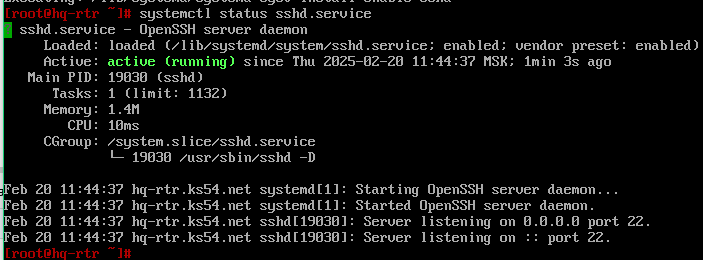 [root@hq-rtr ~]# systemctl status sshd.service
sshd.service - OpenSSH server daemon
Loaded: loaded (/lib/systemd/system/sshd.service; enabled; vendor preset: enabled)
Active: active (running) since Thu 2025-02-20 11:44:37 MSK; 1min 3s ago
Main PID: 19030 (sshd)
Tasks: 1 (limit: 1132)
Memory: 1.4M
CPU: 10ms
CGroup: /system.slice/sshd.service
└─ 19030 /usr/sbin/sshd -D
Feb 20 11:44:37 hq-rtr.ks54.net systemd[1]: Starting OpenSSH server daemon...
Feb 20 11:44:37 hq-rtr.ks54.net systemd[1]: Started OpenSSH server daemon.
Feb 20 11:44:37 hq-rtr.ks54.net sshd[19030]: Server listening on 0.0.0.0 port 22.
Feb 20 11:44:37 hq-rtr.ks54.net sshd[19030]: Server listening on :: port 22.
[root@hq-rtr ~]#